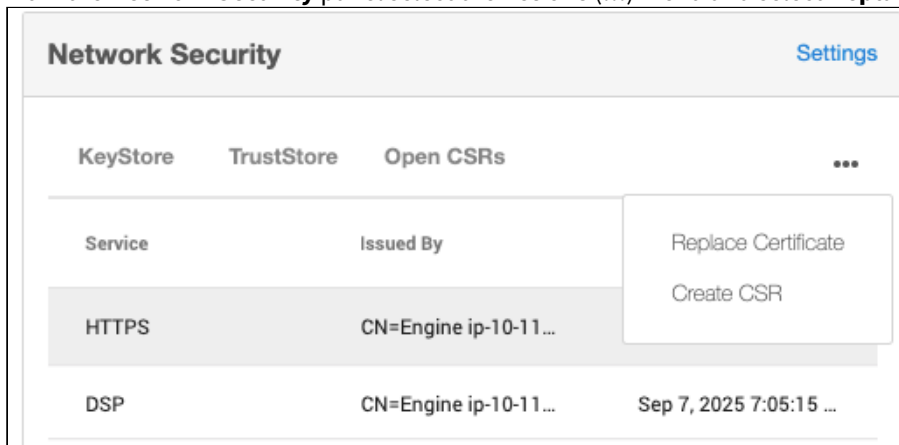 Network Security
Settings
KeyStore TrustStore Open CSRs
•••
Service Issued By
Replace Certificate
Create CSR
HTTPS CN=Engine ip-10-11...
DSP CN=Engine ip-10-11... Sep 7, 2025 7:05:15 ...